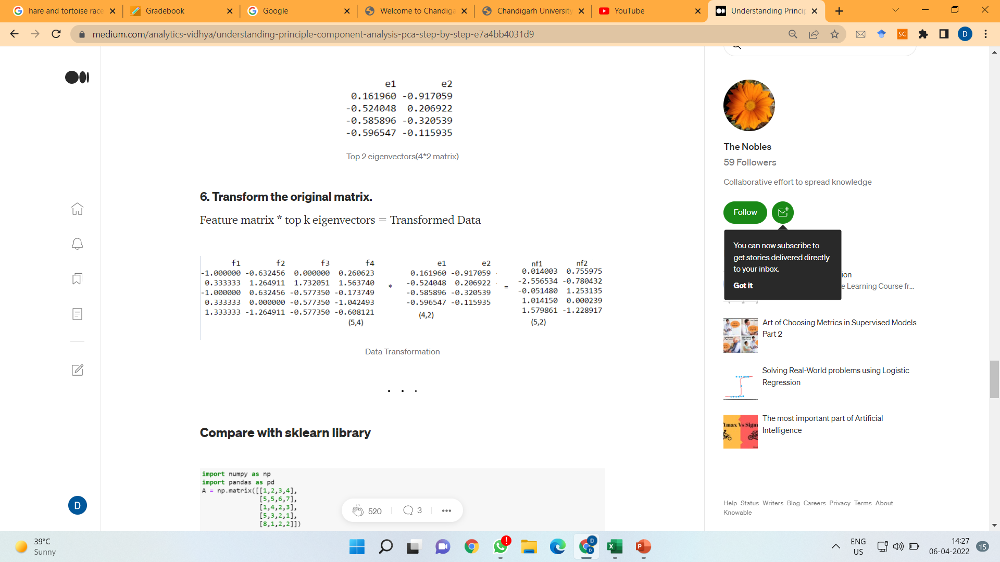 hare and tortoise race
Gradebook
Google
Welcome to Chandiga
Chandigarh University
YouTube
Understanding Princip
medium.com/analytics-vidhya/understanding-principle-component-analysis-pca-step-by-step-e7a4bb4031d9
SC
D
e1 e2
0.161960 -0.917059
-0.524048 0.206922
-0.585896 -0.320539
-0.596547 -0.115935
Top 2 eigenvectors(4*2 matrix)
6. Transform the original matrix.
Feature matrix * top k eigenvectors = Transformed Data
f1 f2 f3 f4
-1.000000 -0.632456 0.000000 0.260623
0.333333 1.264911 1.732051 1.563740
-1.000000 0.632456 -0.577350 -0.173749
0.333333 0.000000 -0.577350 -1.042493
1.333333 -1.264911 -0.577350 -0.608121
(5,4)
*
e1 e2
0.161960 -0.917059
-0.524048 0.206922
-0.585896 -0.320539
-0.596547 -0.115935
(4,2)
=
nf1 nf2
0.014003 0.755975
-2.556534 -0.780432
-0.051480 1.253135
1.014150 0.000239
1.579861 -1.228917
(5,2)
Data Transformation
. . .
Compare with sklearn library
import numpy as np
import pandas as pd
A = np.matrix([[1,2,3,4],
[5,5,6,7],
[1,4,2,3],
[5,3,2,1],
[8,1,2,2]])
520
3
D
The Nobles
59 Followers
Collaborative effort to spread knowledge
Follow
You can now subscribe to
get stories delivered directly
to your inbox.
Got it
ion
e Learning Course fr...
Art of Choosing Metrics in Supervised Models
Part 2
Solving Real-World problems using Logistic
Regression
tmax Vs Sigm
The most important part of Artificial
Intelligence
Help Status Writers Blog Careers Privacy Terms About
Knowable
39°C
Sunny
ENG
US
14:27
06-04-2022
15